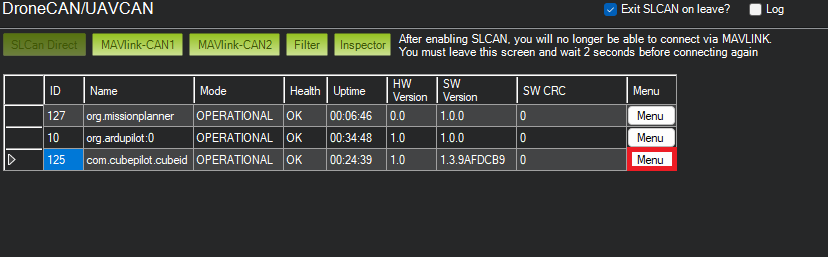 DroneCAN/UAVCAN
Exit SLCAN on leave? Log
SLCan Direct MAVlink-CAN1 MAVlink-CAN2 Filter Inspector
After enabling SLCAN, you will no longer be able to connect via MAVLINK.
You must leave this screen and wait 2 seconds before connecting again
ID Name Mode Health Uptime HW Version SW Version SW CRC Menu
127 org.missionplanner OPERATIONAL OK 00:06:46 0.0 1.0.0 0 Menu
10 org.ardupilot:0 OPERATIONAL OK 00:34:48 1.0 1.0.0 0 Menu
125 com.cubepilot.cubeid OPERATIONAL OK 00:24:39 1.0 1.3.9AFDCB9 0 Menu